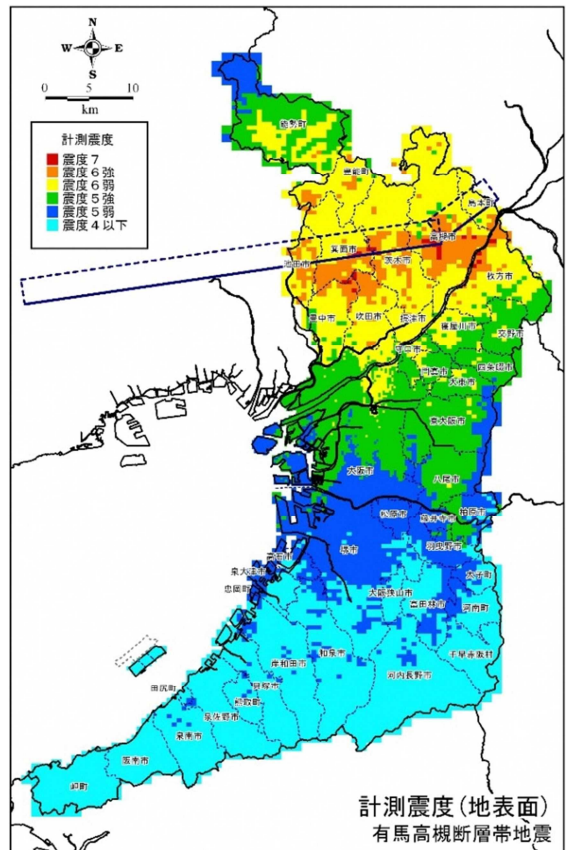 N
W E
S
0 5 10
km
計測震度
震度7
震度6強
震度6弱
震度5強
震度5弱
震度4以下
能勢町
豊能町
島本町
高槻市
箕面市
茨木市
池田市
枚方市
豊中市
吹田市
摂津市
寝屋川市
交野市
守口市
門真市
四条畷市
大東市
東大阪市
大阪市
八尾市
松原市
藤井寺市
柏原市
羽曳野市
堺市
高石市
泉大津市
忠岡町
太子町
大阪狭山市
富田林市
河南町
千早赤阪村
岸和田市
和泉市
河内長野市
貝塚市
田尻町
熊取町
泉佐野市
泉南市
阪南市
岬町
計測震度(地表面)
有馬高槻断層帯地震